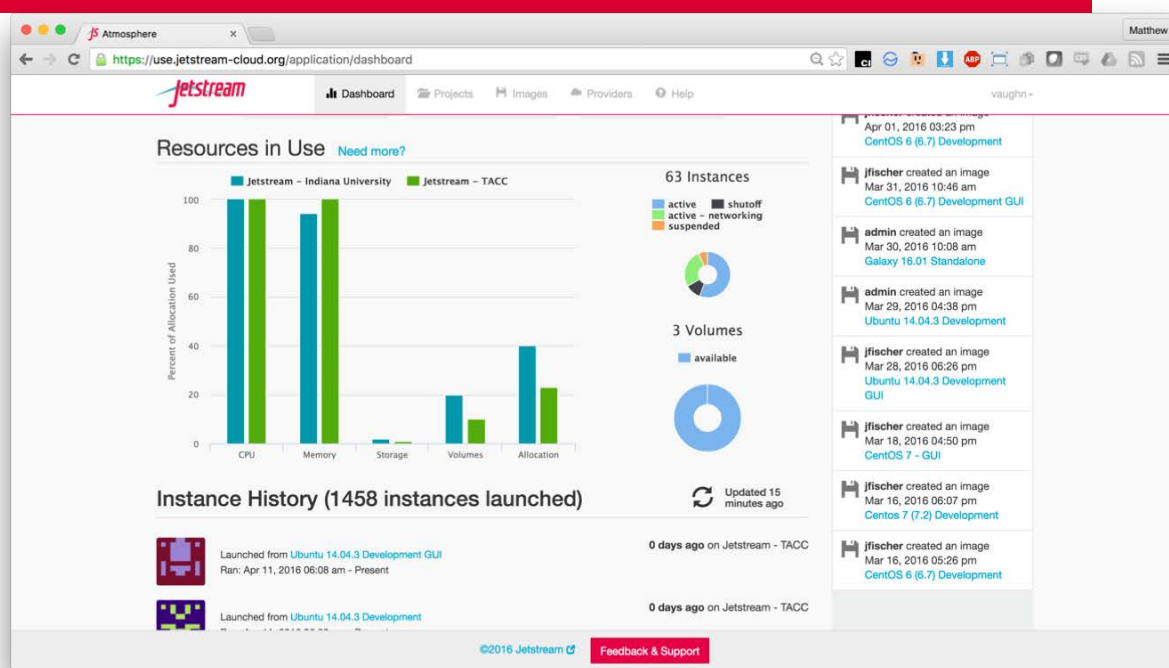 Atmosphere
Matthew
https://use.jetstream-cloud.org/application/dashboard
Jetstream
Dashboard
Projects
Images
Providers
Help
vaughn
Resources in Use Need more?
Jetstream – Indiana University
Jetstream – TACC
Percent of Allocation Used
100
80
60
40
20
0
CPU
Memory
Storage
Volumes
Allocation
63 Instances
active
shutoff
active – networking
suspended
3 Volumes
available
Instance History (1458 instances launched)
Updated 15
minutes ago
Launched from Ubuntu 14.04.3 Development GUI
Ran: Apr 11, 2016 06:08 am - Present
0 days ago on Jetstream - TACC
Launched from Ubuntu 14.04.3 Development
0 days ago on Jetstream - TACC
Apr 01, 2016 03:23 pm
CentOS 6 (6.7) Development
jfischer created an image
Mar 31, 2016 10:46 am
CentOS 6 (6.7) Development GUI
admin created an image
Mar 30, 2016 10:08 am
Galaxy 16.01 Standalone
admin created an image
Mar 29, 2016 04:38 pm
Ubuntu 14.04.3 Development
jfischer created an image
Mar 28, 2016 06:26 pm
Ubuntu 14.04.3 Development
GUI
jfischer created an image
Mar 18, 2016 04:50 pm
CentOS 7 - GUI
jfischer created an image
Mar 16, 2016 06:07 pm
Centos 7 (7.2) Development
jfischer created an image
Mar 16, 2016 05:26 pm
CentOS 6 (6.7) Development
©2016 Jetstream
Feedback & Support